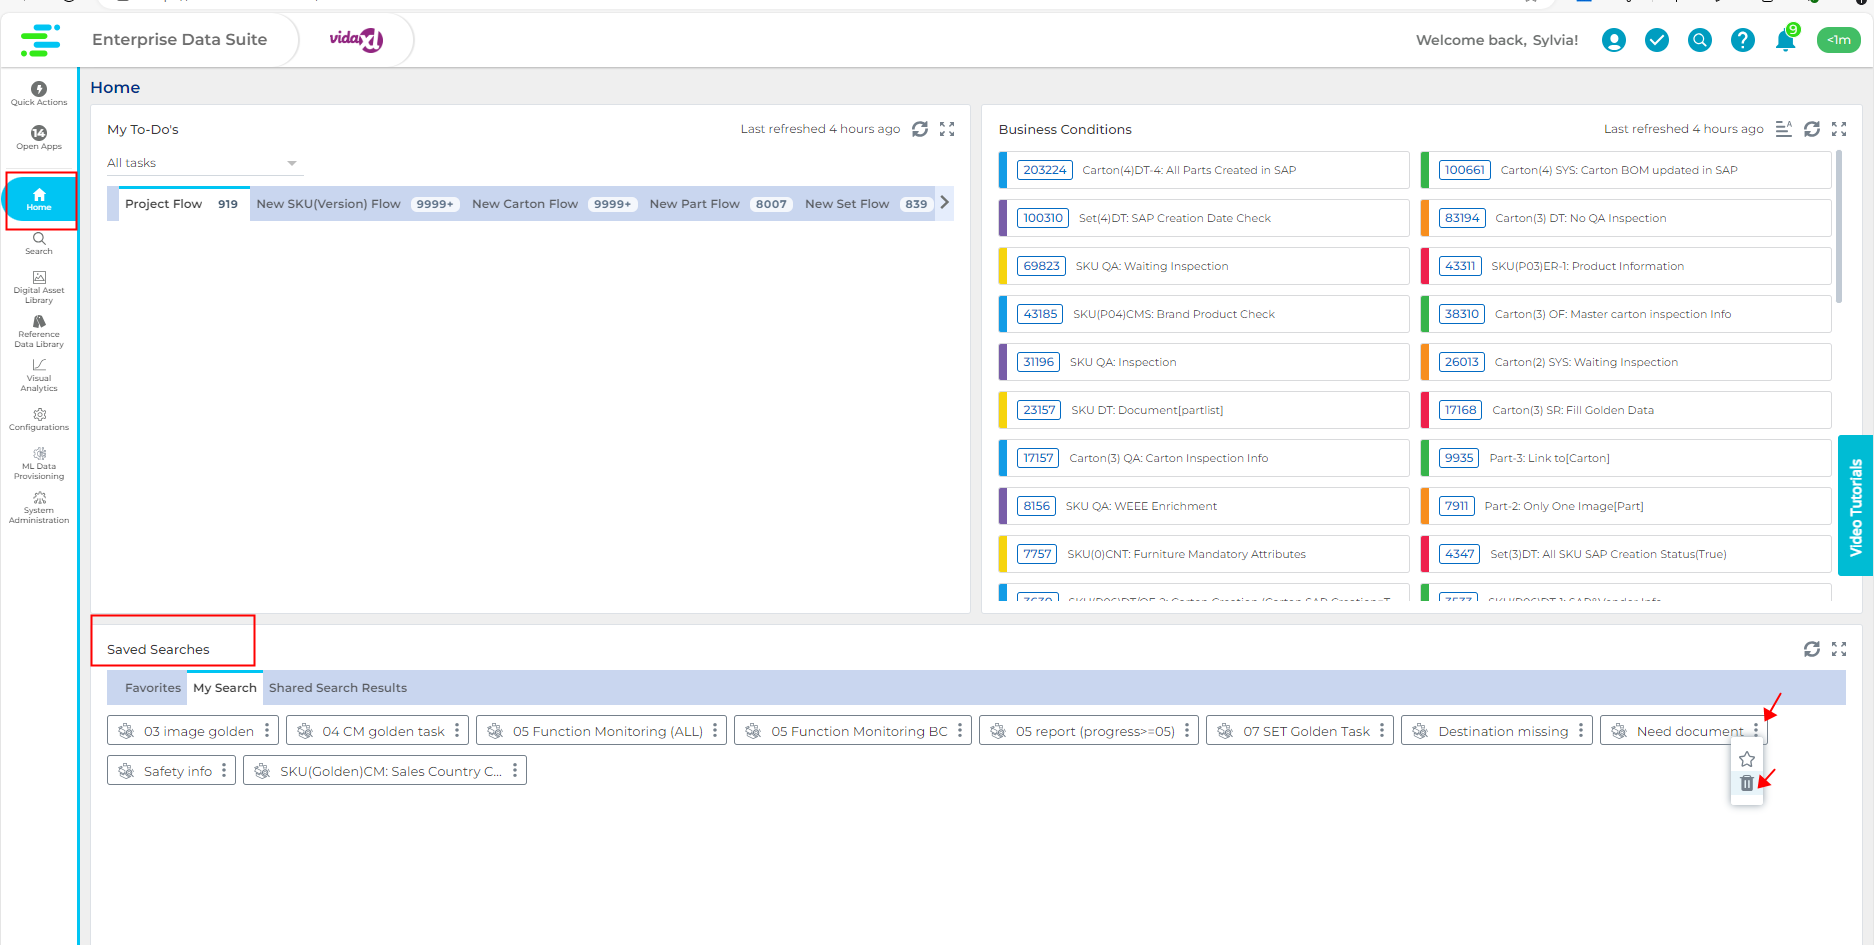 Enterprise Data Suite
vidaXL
Welcome back, Sylvia!
9
<1m
Quick Actions
14
Open Apps
Home
Search
Digital Asset
Library
Reference
Data Library
Visual
Analytics
Configurations
ML Data
Provisioning
System
Administration
Home
My To-Do's
Last refreshed 4 hours ago
All tasks
Project Flow 919 New SKU(Version) Flow 9999+ New Carton Flow 9999+ New Part Flow 8007 New Set Flow 839
Business Conditions
Last refreshed 4 hours ago
203224 Carton(4)DT-4: All Parts Created in SAP
100661 Carton(4) SYS: Carton BOM updated in SAP
100310 Set(4)DT: SAP Creation Date Check
83194 Carton(3) DT: No QA Inspection
69823 SKU QA: Waiting Inspection
43311 SKU(P03)ER-1: Product Information
43185 SKU(P04)CMS: Brand Product Check
38310 Carton(3) OF: Master carton inspection Info
31196 SKU QA: Inspection
26013 Carton(2) SYS: Waiting Inspection
23157 SKU DT: Document[partlist]
17168 Carton(3) SR: Fill Golden Data
17157 Carton(3) QA: Carton Inspection Info
9935 Part-3: Link to[Carton]
8156 SKU QA: WEEE Enrichment
7911 Part-2: Only One Image[Part]
7757 SKU(0)CNT: Furniture Mandatory Attributes
4347 Set(3)DT: All SKU SAP Creation Status(True)
Video Tutorials
Saved Searches
Favorites My Search Shared Search Results
03 image golden
04 CM golden task
05 Function Monitoring (ALL)
05 Function Monitoring BC
05 report (progress>=05)
07 SET Golden Task
Destination missing
Need document
Safety info
SKU(Golden)CM: Sales Country C...